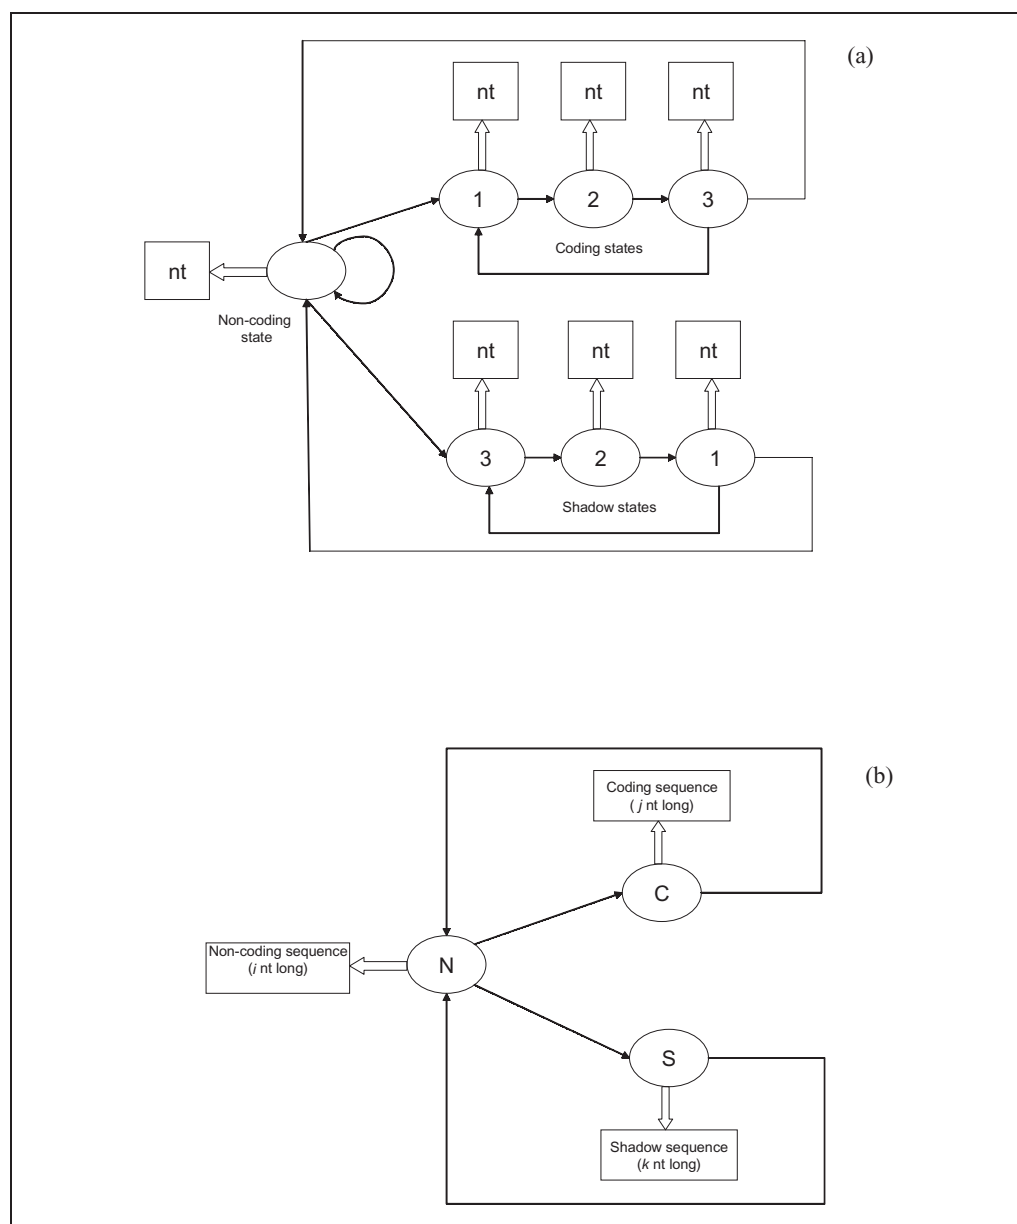 (a)
nt
nt
nt
1
2
3
Coding states
nt
Non-coding
state
nt
nt
nt
3
2
1
Shadow states
(b)
Coding sequence
( j nt long)
C
Non-coding sequence
(i nt long)
N
S
Shadow sequence
(k nt long)